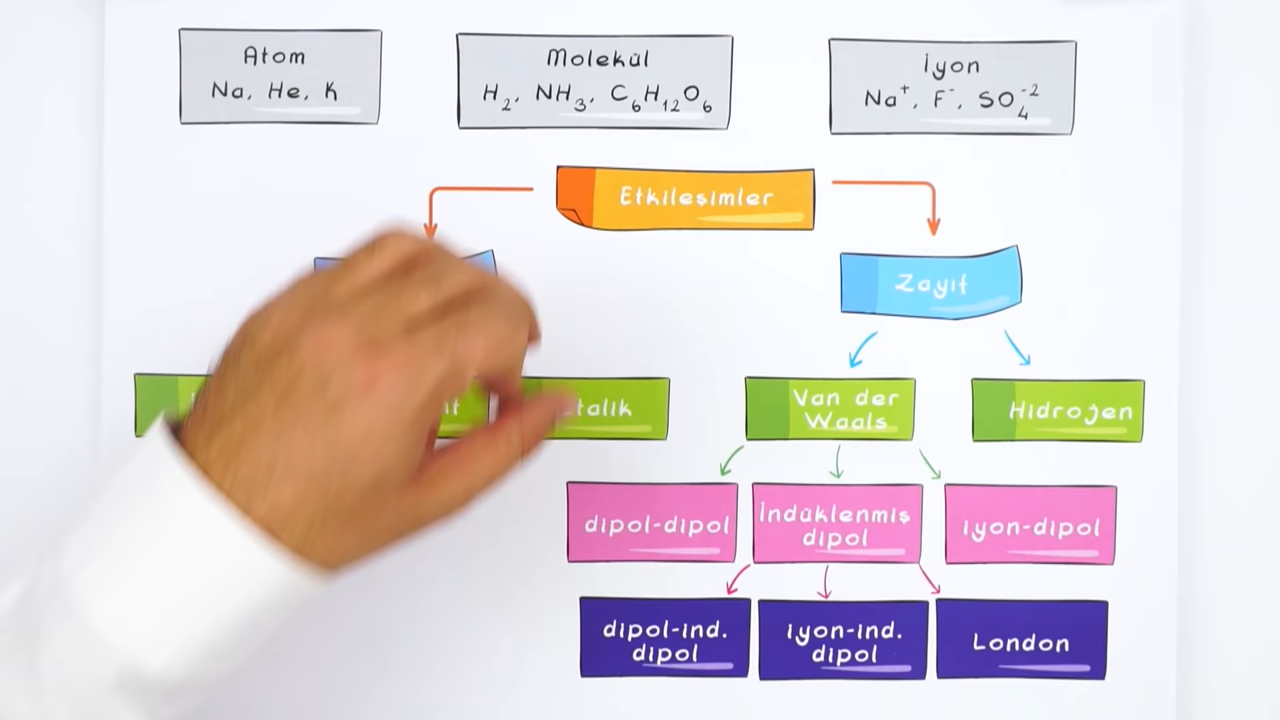 Atom
Na, He, K
Molekül
H₂, NH₃, C₆H₁₂O₆
İyon
Na⁺, F⁻, SO₄⁻²
Etkileşimler
Zayıf
Van der
Waals
Hidrojen
dipol-dipol
İndüklenmiş
dipol
iyon-dipol
dipol-ind.
dipol
iyon-ind.
dipol
London